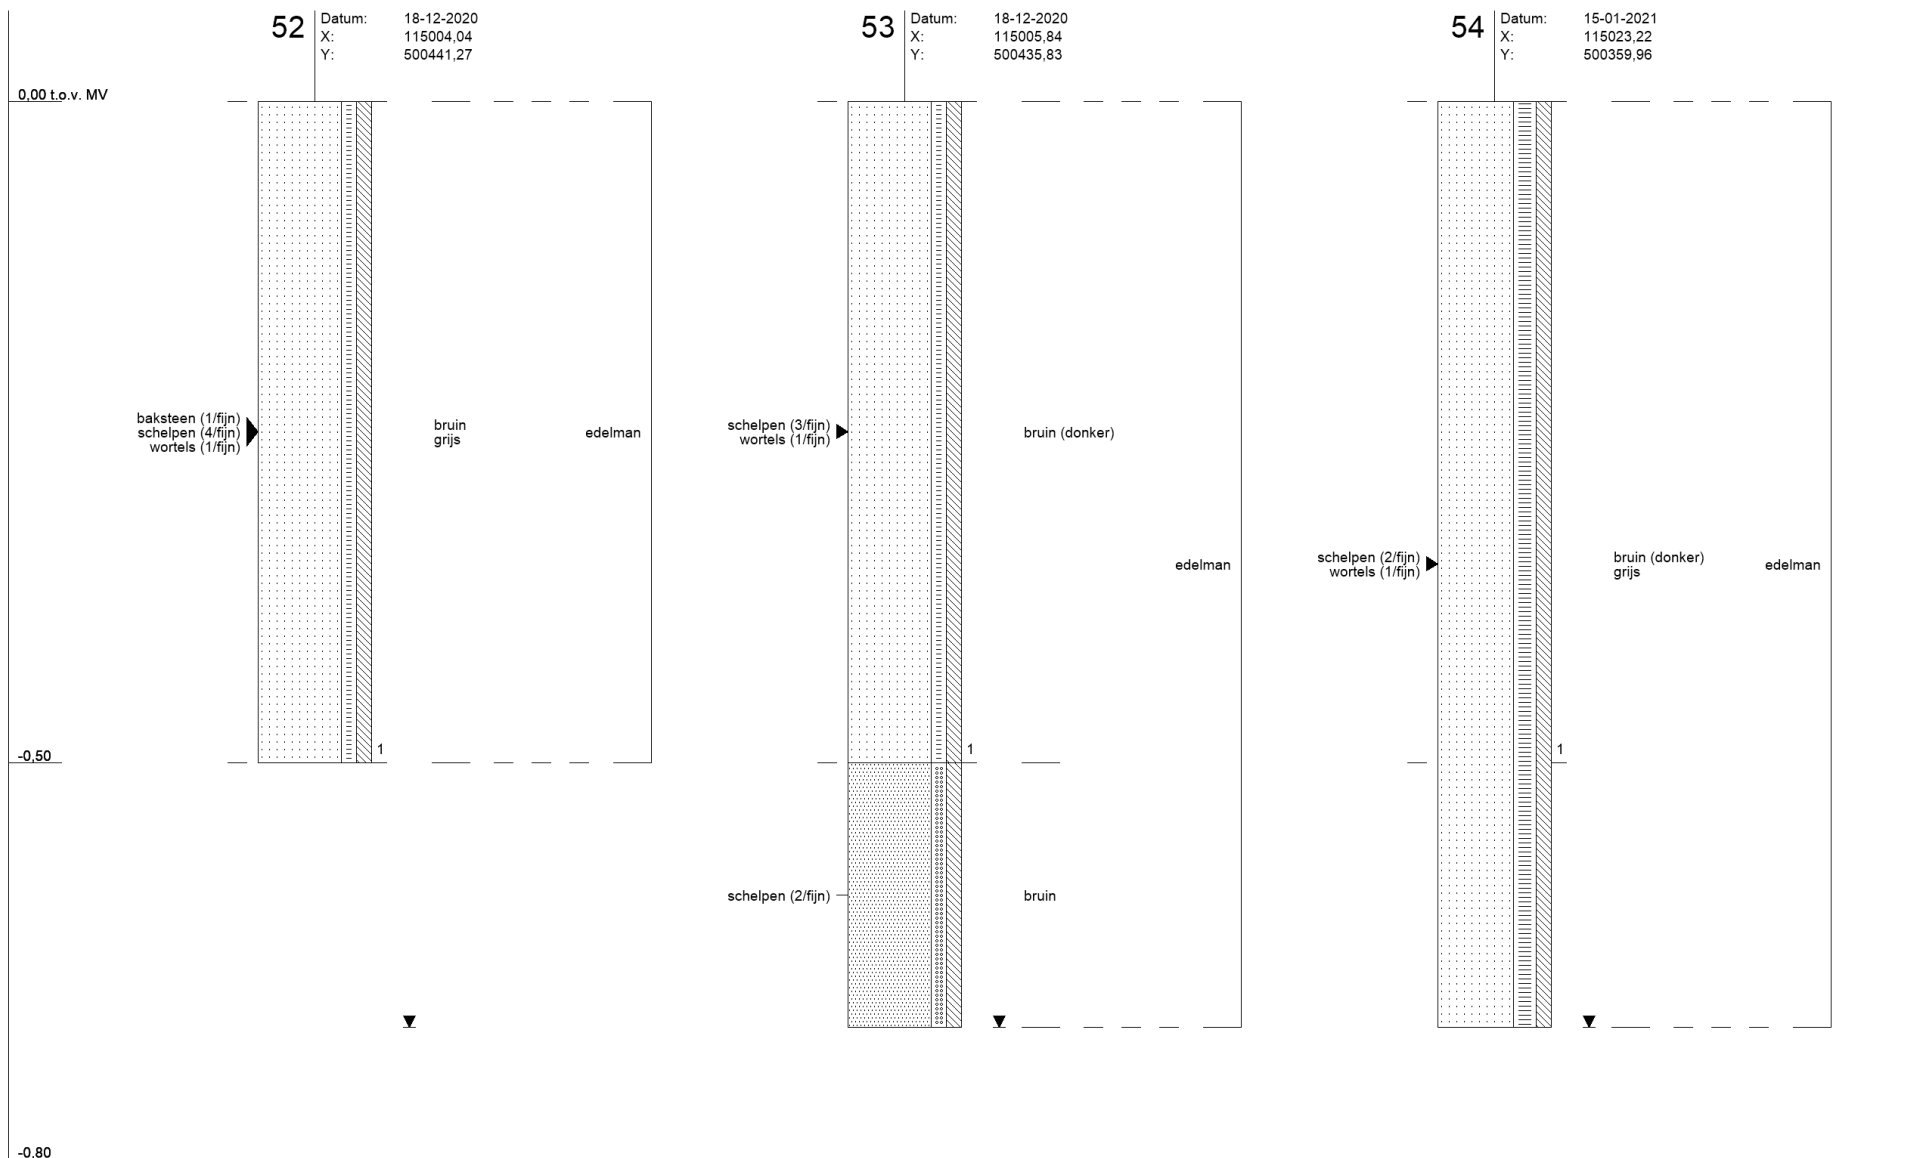 52
Datum: 18-12-2020
X: 115004,04
Y: 500441,27
53
Datum: 18-12-2020
X: 115005,84
Y: 500435,83
54
Datum: 15-01-2021
X: 115023,22
Y: 500359,96
0,00 t.o.v. MV
baksteen (1/fijn)
schelpen (4/fijn)
wortels (1/fijn)
bruin
grijs
edelman
1
schelpen (3/fijn)
wortels (1/fijn)
bruin (donker)
edelman
1
schelpen (2/fijn)
bruin
schelpen (2/fijn)
wortels (1/fijn)
bruin (donker)
grijs
edelman
1
-0,50
-0,80